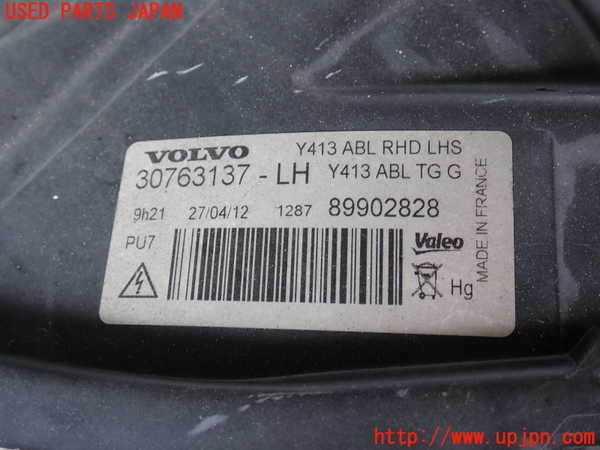 USED PARTS JAPAN
VOLVO Y413 ABL RHD LHS
30763137 - LH Y413 ABL TG G
9h21 27/04/12 1287 89902828
PU7 Valeo
Hg
MADE IN FRANCE
http://www.upjpn.com